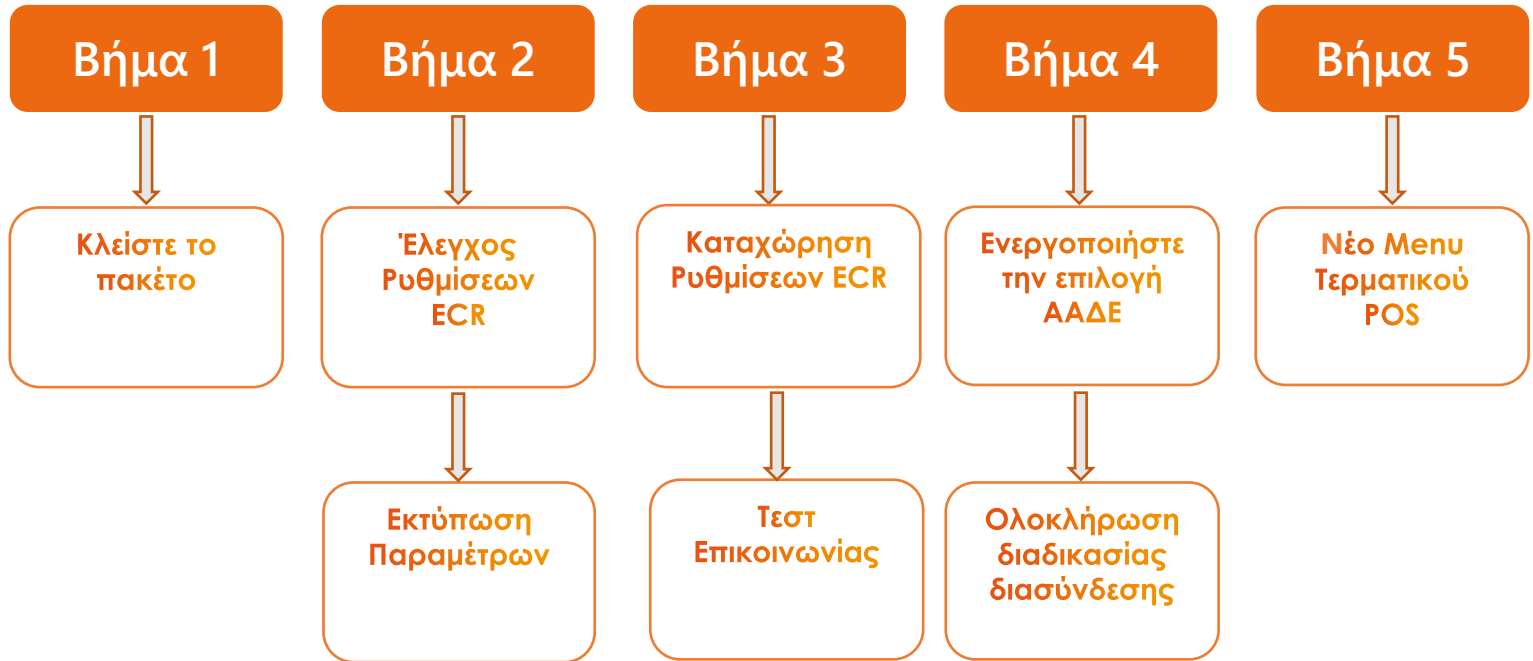 Βήμα 1
Βήμα 2
Βήμα 3
Βήμα 4
Βήμα 5
Κλείστε το
πακέτο
Έλεγχος
Ρυθμίσεων
ECR
Καταχώρηση
Ρυθμίσεων ECR
Ενεργοποιήστε
την επιλογή
ΑΑΔΕ
Νέο Menu
Τερματικού
POS
Εκτύπωση
Παραμέτρων
Τεστ
Επικοινωνίας
Ολοκλήρωση
διαδικασίας
διασύνδεσης